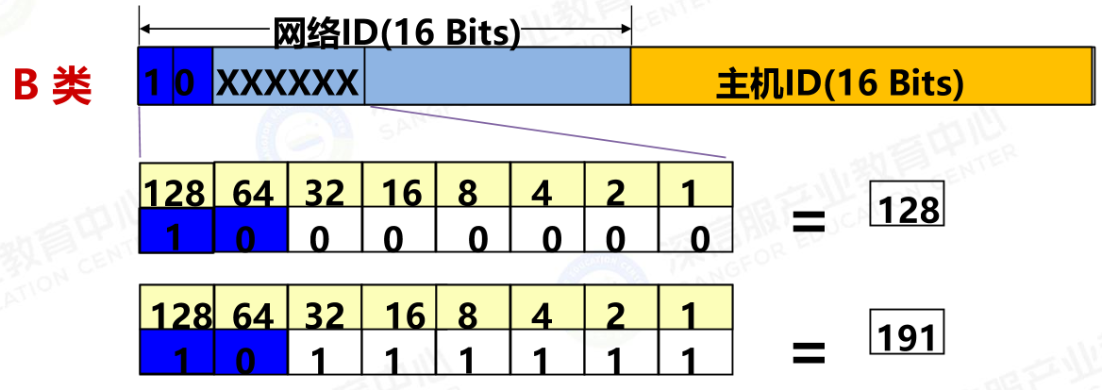 网络ID(16 Bits)
B 类
1 0 XXXXXX
主机ID(16 Bits)
128 64 32 16 8 4 2 1
1 0 0 0 0 0 0 0
= 128
128 64 32 16 8 4 2 1
1 0 1 1 1 1 1 1
= 191
深信服产业教育中心
SANGFOR EDUCATION CENTER